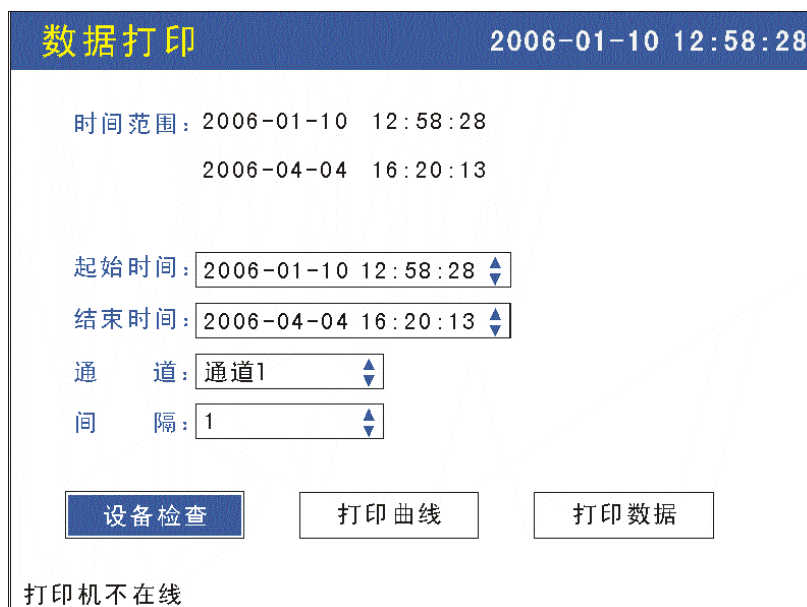 数据打印 2006-01-10 12:58:28
时间范围：2006-01-10 12:58:28
2006-04-04 16:20:13
起始时间：2006-01-10 12:58:28
结束时间：2006-04-04 16:20:13
通 道：通道1
间 隔：1
设备检查 打印曲线 打印数据
打印机不在线